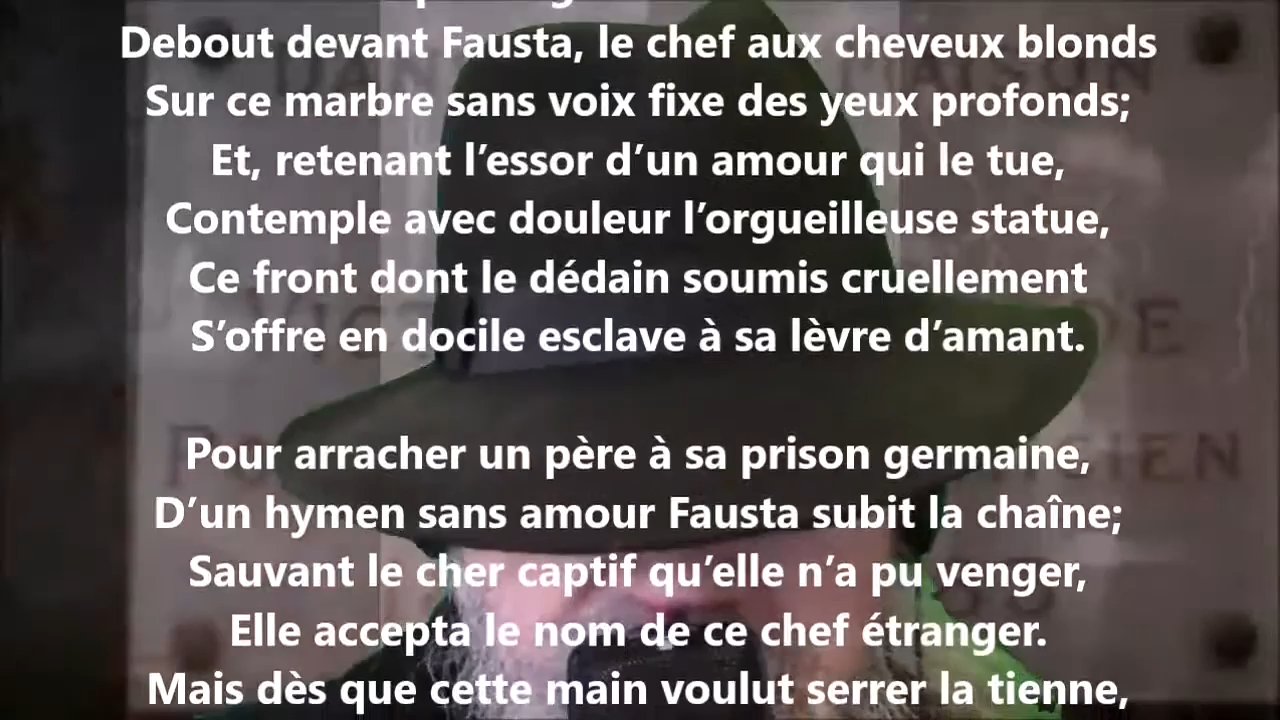 Debout devant Fausta, le chef aux cheveux blonds
Sur ce marbre sans voix fixe des yeux profonds;
Et, retenant l’essor d’un amour qui le tue,
Contemple avec douleur l’orgueilleuse statue,
Ce front dont le dédain soumis cruellement
S’offre en docile esclave à sa lèvre d’amant.
Pour arracher un père à sa prison germaine,
D’un hymen sans amour Fausta subit la chaîne;
Sauvant le cher captif qu’elle n’a pu venger,
Elle accepta le nom de ce chef étranger.
Mais dès que cette main voulut serrer la tienne,